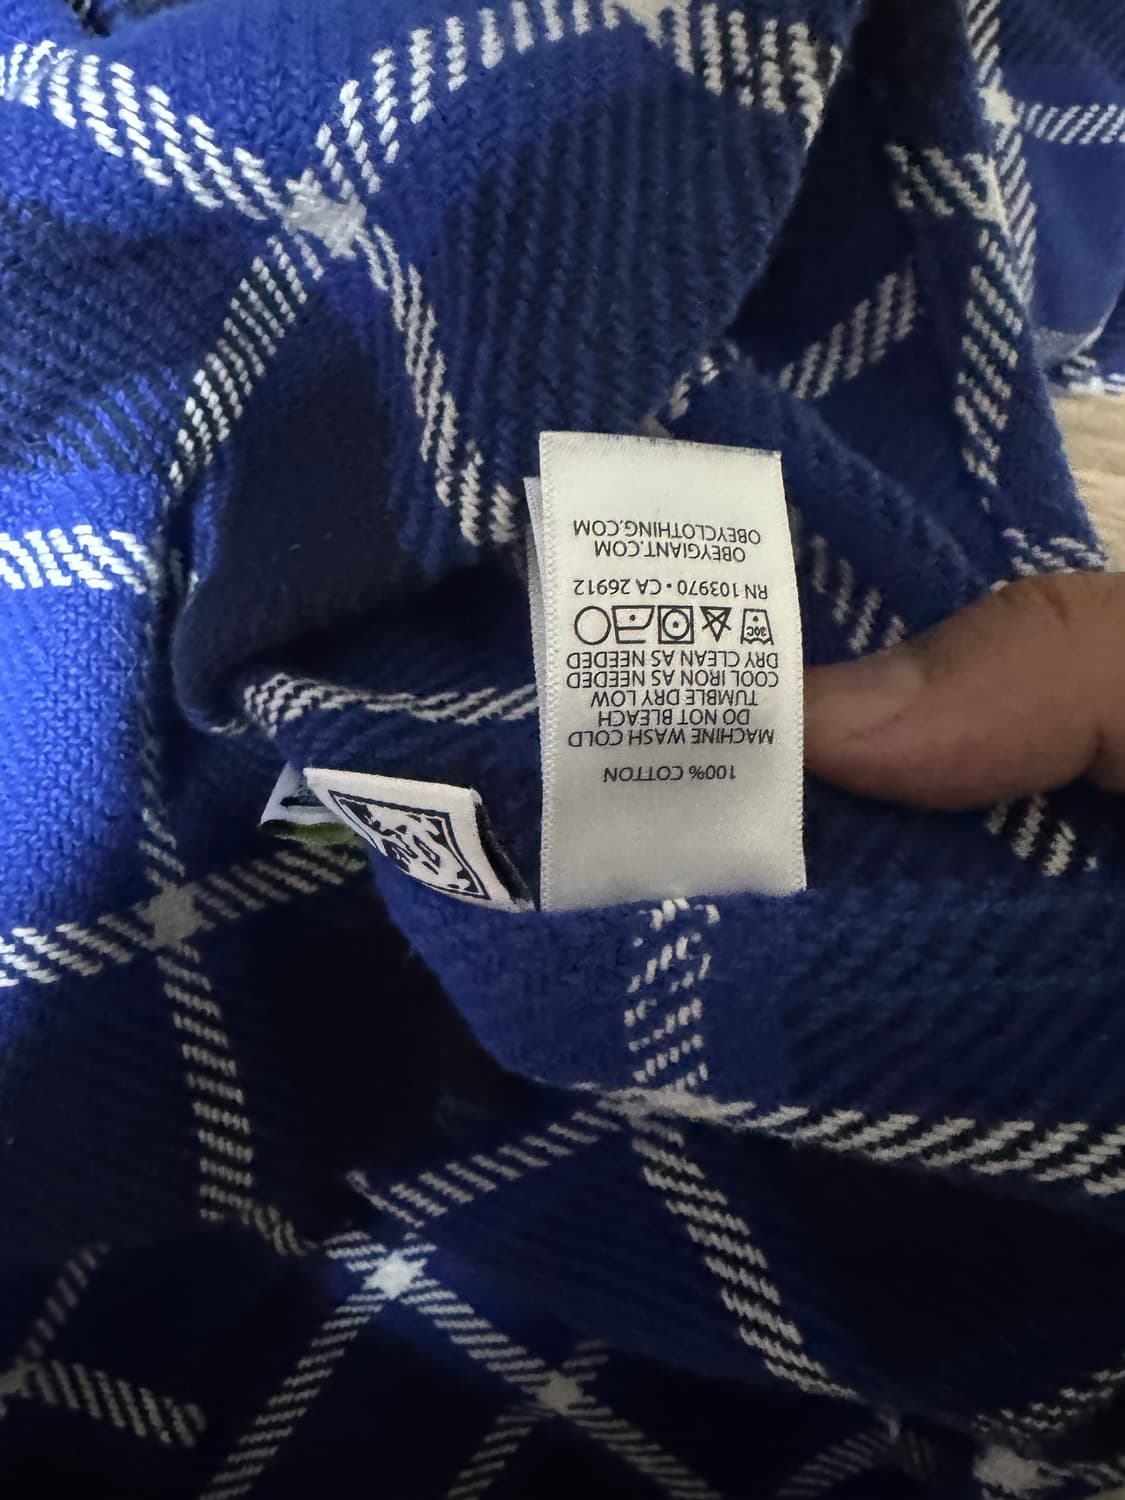 100% COTTON
MACHINE WASH COLD
DO NOT BLEACH
TUMBLE DRY LOW
COOL IRON AS NEEDED
DRY CLEAN AS NEEDED
30C
RN 103970 • CA 26912
OBEYGIANT.COM
OBEYCLOTHING.COM